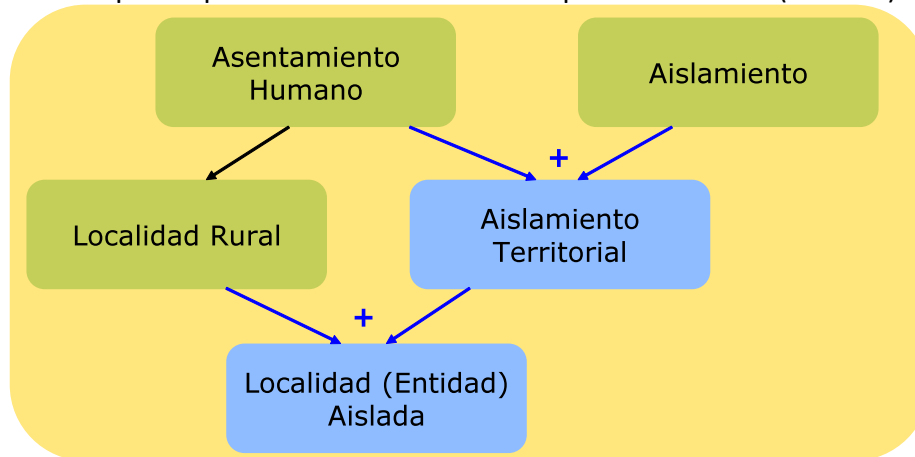 Asentamiento
Humano
Aislamiento
+
Localidad Rural
Aislamiento
Territorial
+
Localidad (Entidad)
Aislada